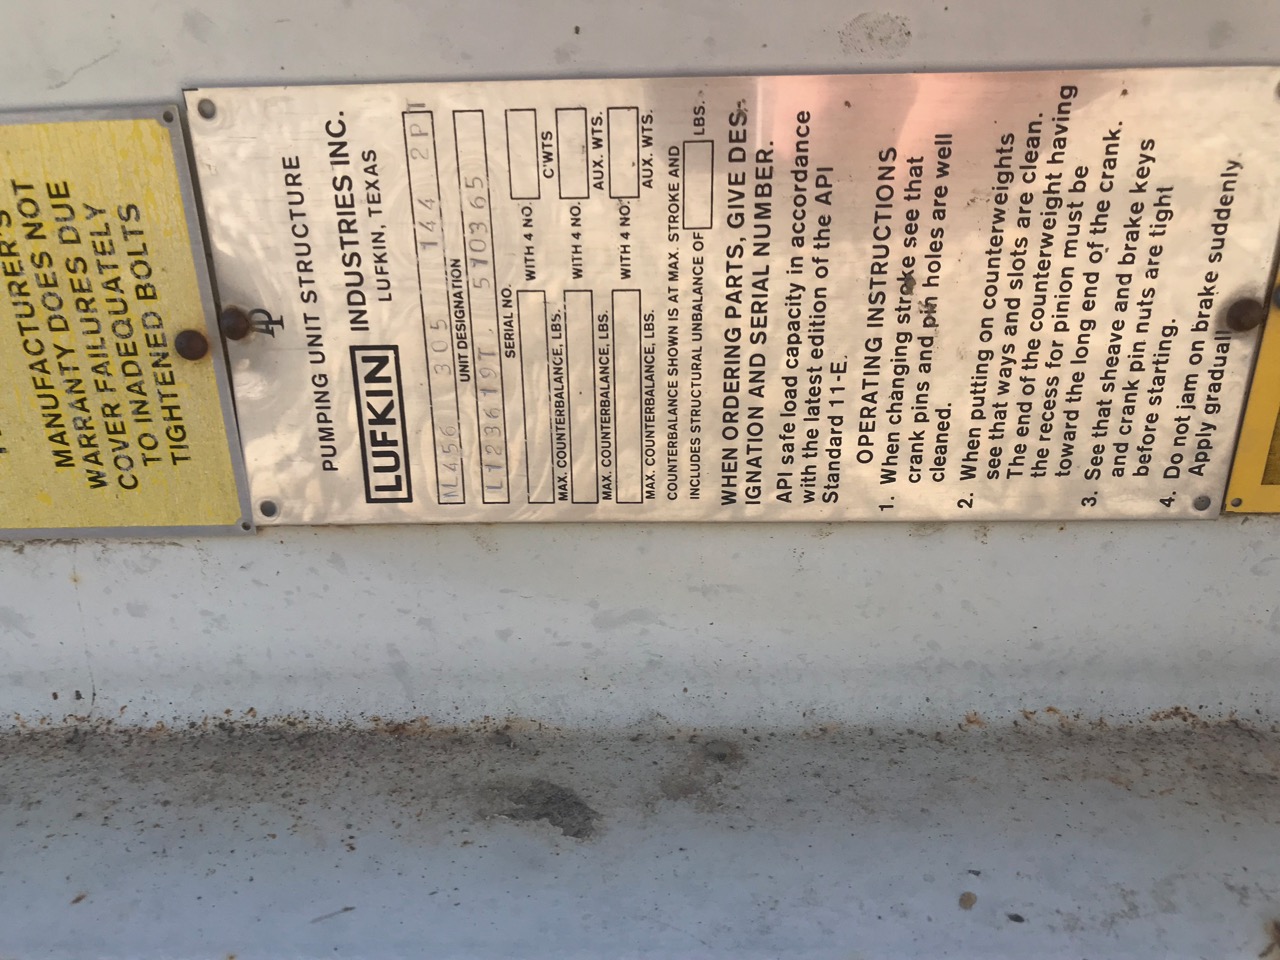 MANUFACTURER'S
WARRANTY DOES NOT
COVER FAILURES DUE
TO INADEQUATELY
TIGHTENED BOLTS
PUMPING UNIT STRUCTURE
LUFKIN INDUSTRIES INC.
LUFKIN, TEXAS
M 456 305 144 2PT
UNIT DESIGNATION
L123619T. 570365
SERIAL NO.
WITH 4 NO. C'WTS
MAX. COUNTERBALANCE, LBS.
WITH 4 NO. AUX. WTS.
MAX. COUNTERBALANCE, LBS.
WITH 4 NO. AUX. WTS.
MAX. COUNTERBALANCE, LBS.
COUNTERBALANCE SHOWN IS AT MAX. STROKE AND
INCLUDES STRUCTURAL UNBALANCE OF LBS.
WHEN ORDERING PARTS, GIVE DES-
IGNATION AND SERIAL NUMBER.
API safe load capacity in accordance
with the latest edition of the API
Standard 11-E.
OPERATING INSTRUCTIONS
1. When changing stroke see that
crank pins and pin holes are well
cleaned.
2. When putting on counterweights
see that ways and slots are clean.
The end of the counterweight having
the recess for pinion must be
toward the long end of the crank.
3. See that sheave and brake keys
and crank pin nuts are tight
before starting.
4. Do not jam on brake suddenly.
Apply gradual